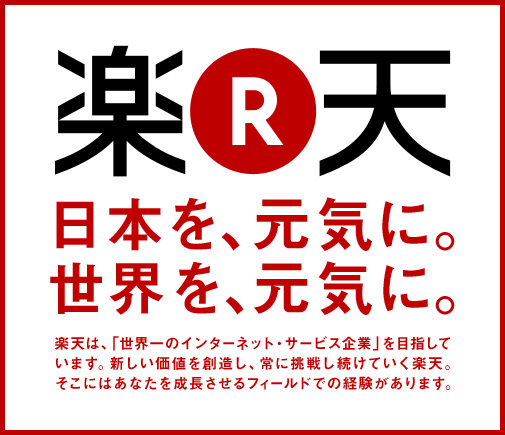 楽R天
日本を、元気に。
世界を、元気に。
楽天は、「世界一のインターネット・サービス企業」を目指して
います。新しい価値を創造し、常に挑戦し続けていく楽天。
そこにはあなたを成長させるフィールドでの経験があります。